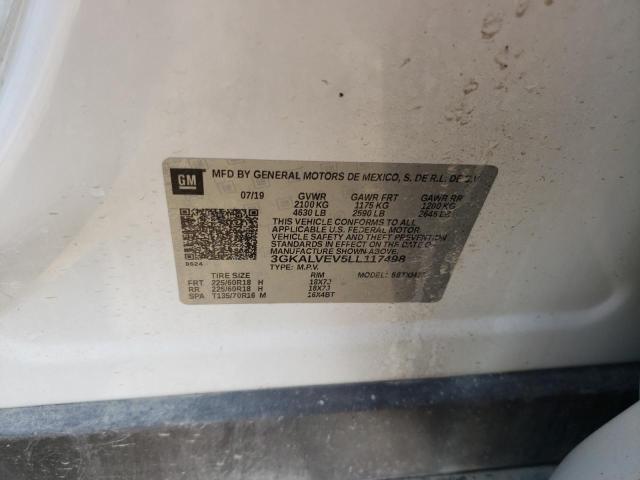 GM MFD BY GENERAL MOTORS DE MEXICO, S. DE R.L. DE C.V.
07/19 GVWR GAWR FRT GAWR RR
2100 KG 1175 KG 1200 KG
4630 LB 2590 LB 2645 LB
THIS VEHICLE CONFORMS TO ALL
APPLICABLE U.S. FEDERAL MOTOR
VEHICLE SAFETY AND THEFT PREVENTION
STANDARDS IN EFFECT ON THE DATE OF
MANUFACTURE SHOWN ABOVE.
3GKALVEV5LL117498
TYPE: M.P.V. MODEL:
TIRE SIZE RIM
FRT 225/60R18 H 18X7J
RR 225/60R18 H 18X7J
SPA T135/70R16 M 16X4BT